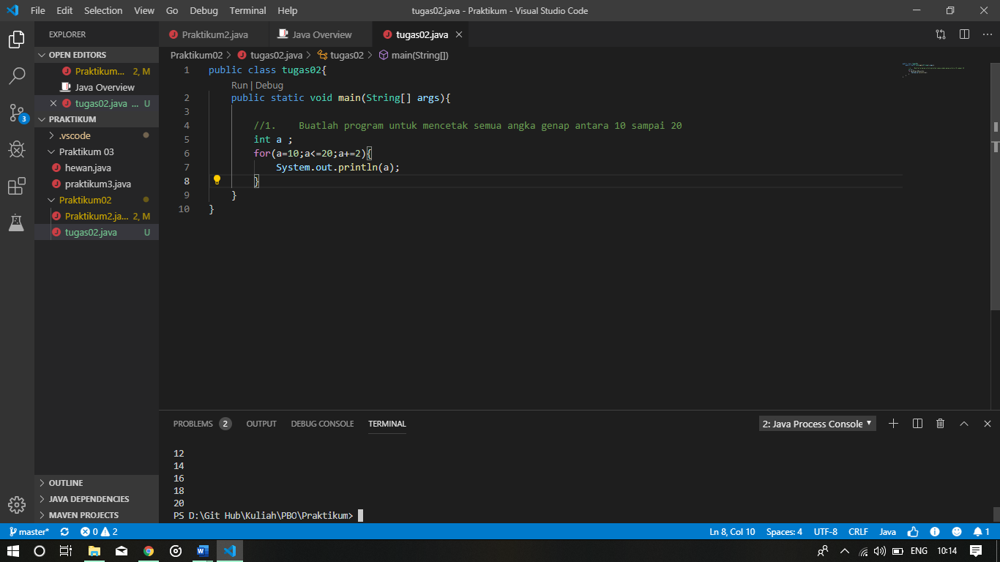 File Edit Selection View Go Debug Terminal Help
tugas02.java - Praktikum - Visual Studio Code
EXPLORER
OPEN EDITORS
Praktikum... 2, M
Java Overview
tugas02.java ... U
PRAKTIKUM
.vscode
Praktikum 03
hewan.java
praktikum3.java
Praktikum02
Praktikum2.ja... 2, M
tugas02.java U
OUTLINE
JAVA DEPENDENCIES
MAVEN PROJECTS
3
Praktikum2.java Java Overview tugas02.java
Praktikum02 > tugas02.java > tugas02 > main(String[])
1 public class tugas02{
Run | Debug
2 public static void main(String[] args){
3
4 //1. Buatlah program untuk mencetak semua angka genap antara 10 sampai 20
5 int a ;
6 for(a=10;a<=20;a+=2){
7 System.out.println(a);
8 }
9 }
10 }
PROBLEMS 2 OUTPUT DEBUG CONSOLE TERMINAL
2: Java Process Console
12
14
16
18
20
PS D:\Git Hub\Kuliah\PBO\Praktikum>
master* 0 2
Ln 8, Col 10 Spaces: 4 UTF-8 CRLF Java 1
ENG 10:14